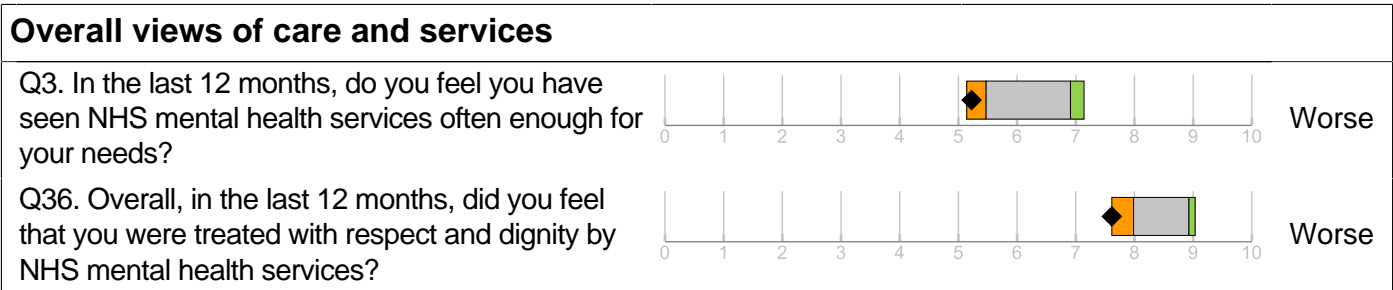 Overall views of care and services
Q3. In the last 12 months, do you feel you have
seen NHS mental health services often enough for
your needs?
0 1 2 3 4 5 6 7 8 9 10
Worse
Q36. Overall, in the last 12 months, did you feel
that you were treated with respect and dignity by
NHS mental health services?
0 1 2 3 4 5 6 7 8 9 10
Worse